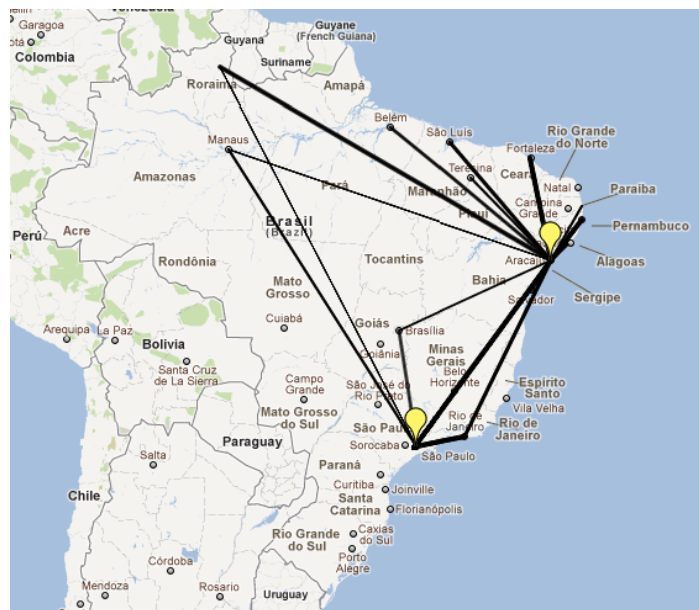 Venezuela
Garagoa
otá
Colombia
Guyana
Guyane
(French Guiana)
Suriname
Roraima
Amapá
Belém
São Luís
Fortaleza
Rio Grande
do Norte
Manaus
Teresina
Ceará
Natal
Amazonas
Pará
Maranhão
Paraíba
Campina
Grande
Piauí
Pernambuco
Brasil
(Brazil)
Acre
Perú
Rondônia
Tocantins
Aracaju
Alagoas
Sergipe
Bahia
Salvador
Mato
Grosso
Cuiabá
Goiás
Brasília
Goiânia
Arequipa
La Paz
Bolivia
Santa Cruz
de La Sierra
Minas
Gerais
Belo
Horizonte
Espírito
Santo
Vila Velha
Campo
Grande
São José do
Rio Preto
Mato Grosso
do Sul
São Paulo
Rio de
Janeiro
Rio de
Janeiro
Sorocaba
São Paulo
Paraguay
Salta
Paraná
Curitiba
Joinville
Santa
Catarina
Florianópolis
Chile
Rio Grande
do Sul
Caxias
do Sul
Porto
Alegre
Córdoba
Mendoza
Rosario
Uruguay